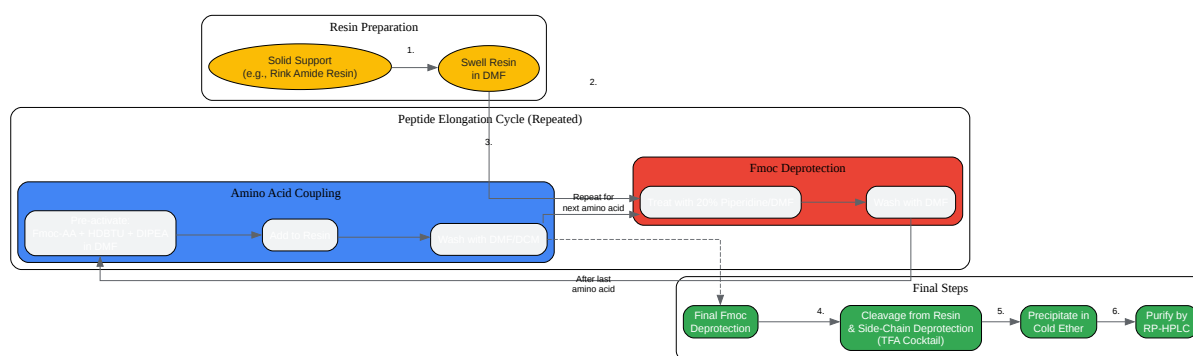 Resin Preparation
1.
Solid Support
(e.g., Rink Amide Resin)
Swell Resin
in DMF
2.
Peptide Elongation Cycle (Repeated)
3.
Fmoc Deprotection
Amino Acid Coupling
Repeat for
next amino acid
Treat with 20% Piperidine/DMF
Wash with DMF
Fmoc-AA + HDBTU + DIPEA
in DMF
Add to Resin
Wash with DMF/DCM
After last
amino acid
Final Steps
Final Fmoc
Deprotection
4.
Cleavage from Resin
& Side-Chain Deprotection
(TFA Cocktail)
5.
Precipitate in
Cold Ether
6.
Purify by
RP-HPLC